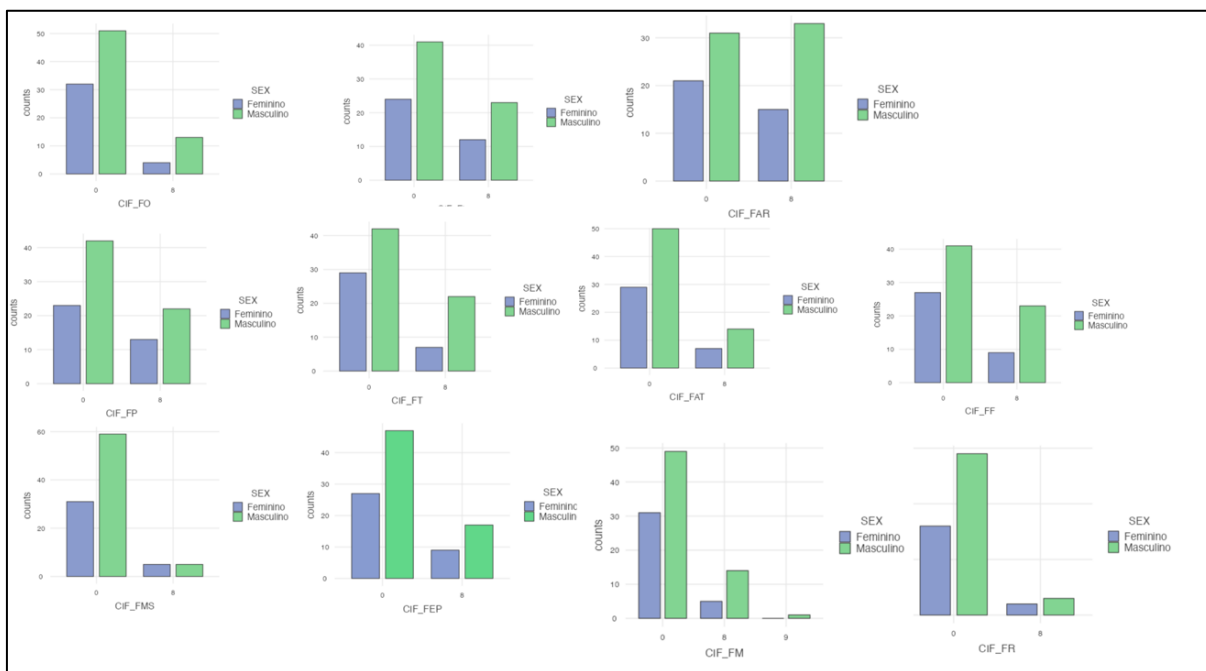 counts
50
40
30
20
10
0
0 8
CIF_FO
SEX
Feminino
Masculino
counts
40
30
20
10
0
0 8
SEX
Feminino
Masculino
counts
30
20
10
0
0 8
CIF_FAR
SEX
Feminino
Masculino
counts
40
30
20
10
0
0 8
CIF_FP
SEX
Feminino
Masculino
counts
40
30
20
10
0
0 8
CIF_FT
SEX
Feminino
Masculino
counts
50
40
30
20
10
0
0 8
CIF_FAT
SEX
Feminino
Masculino
counts
40
30
20
10
0
0 8
CIF_FF
SEX
Feminino
Masculino
counts
60
40
20
0
0 8
CIF_FMS
SEX
Feminino
Masculino
counts
40
30
20
10
0
0 8
CIF_FEP
SEX
Feminino
Masculino
counts
50
40
30
20
10
0
0 8 9
CIF_FM
SEX
Feminino
Masculino
0 8
CIF_FR
SEX
Feminino
Masculino